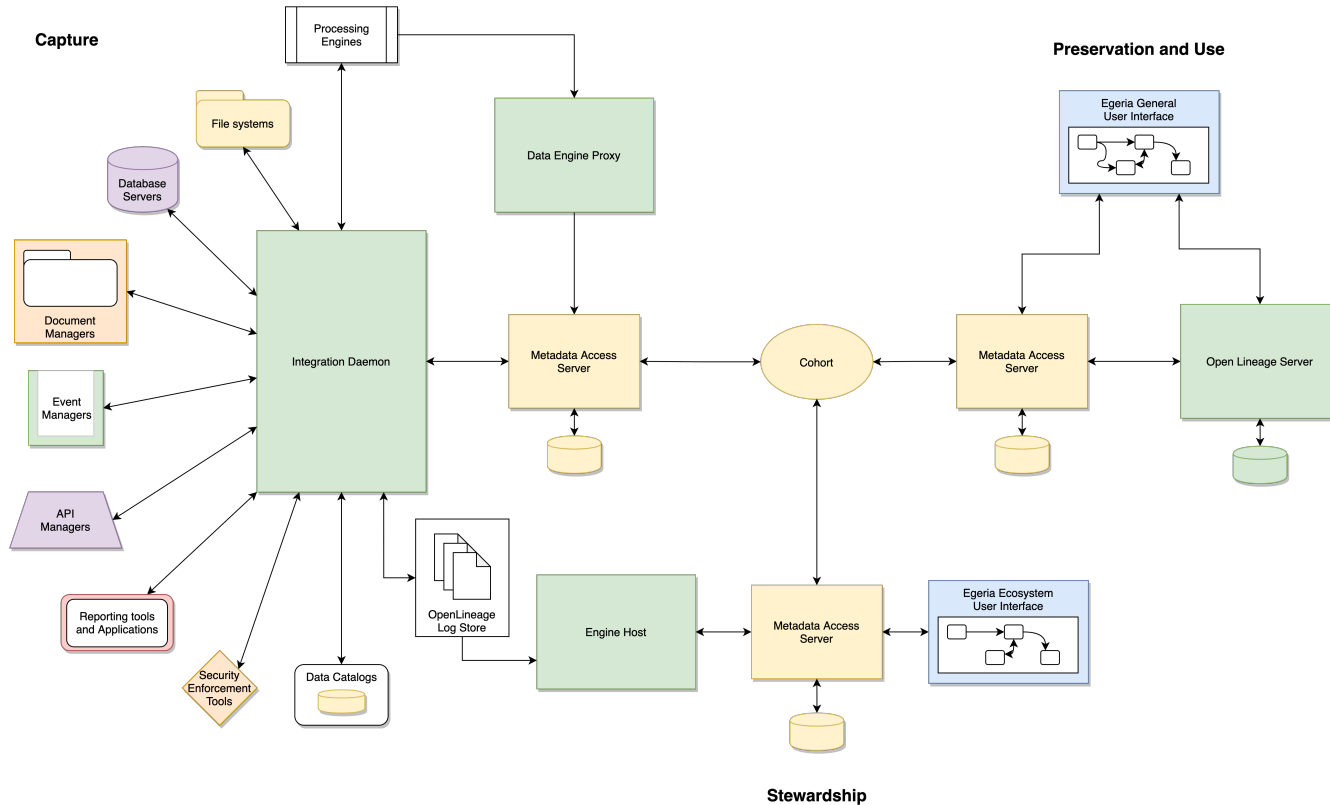 Capture
Processing
Engines
Preservation and Use
File systems
Egeria General
User Interface
Data Engine Proxy
Database
Servers
Document
Managers
Integration Daemon
Metadata Access
Server
Cohort
Metadata Access
Server
Open Lineage Server
Event
Managers
API
Managers
Reporting tools
and Applications
OpenLineage
Log Store
Engine Host
Metadata Access
Server
Egeria Ecosystem
User Interface
Security
Enforcement
Tools
Data Catalogs
Stewardship